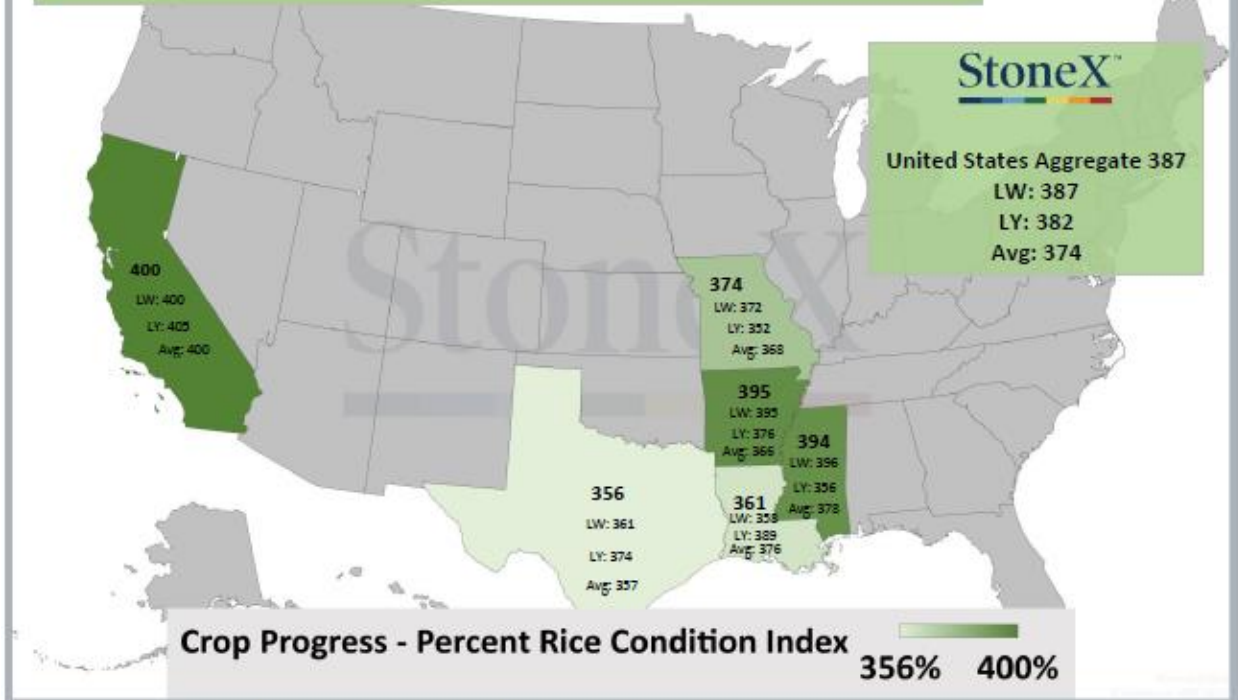 StoneX™
United States Aggregate 387
LW: 387
LY: 382
Avg: 374
400
LW: 400
LY: 405
Avg: 400
374
LW: 372
LY: 352
Avg: 368
395
LW: 395
LY: 376
Avg: 366
394
LW: 396
LY: 356
Avg: 378
356
LW: 361
LY: 374
Avg: 357
361
LW: 358
LY: 389
Avg: 376
StoneX
Crop Progress - Percent Rice Condition Index
356% 400%